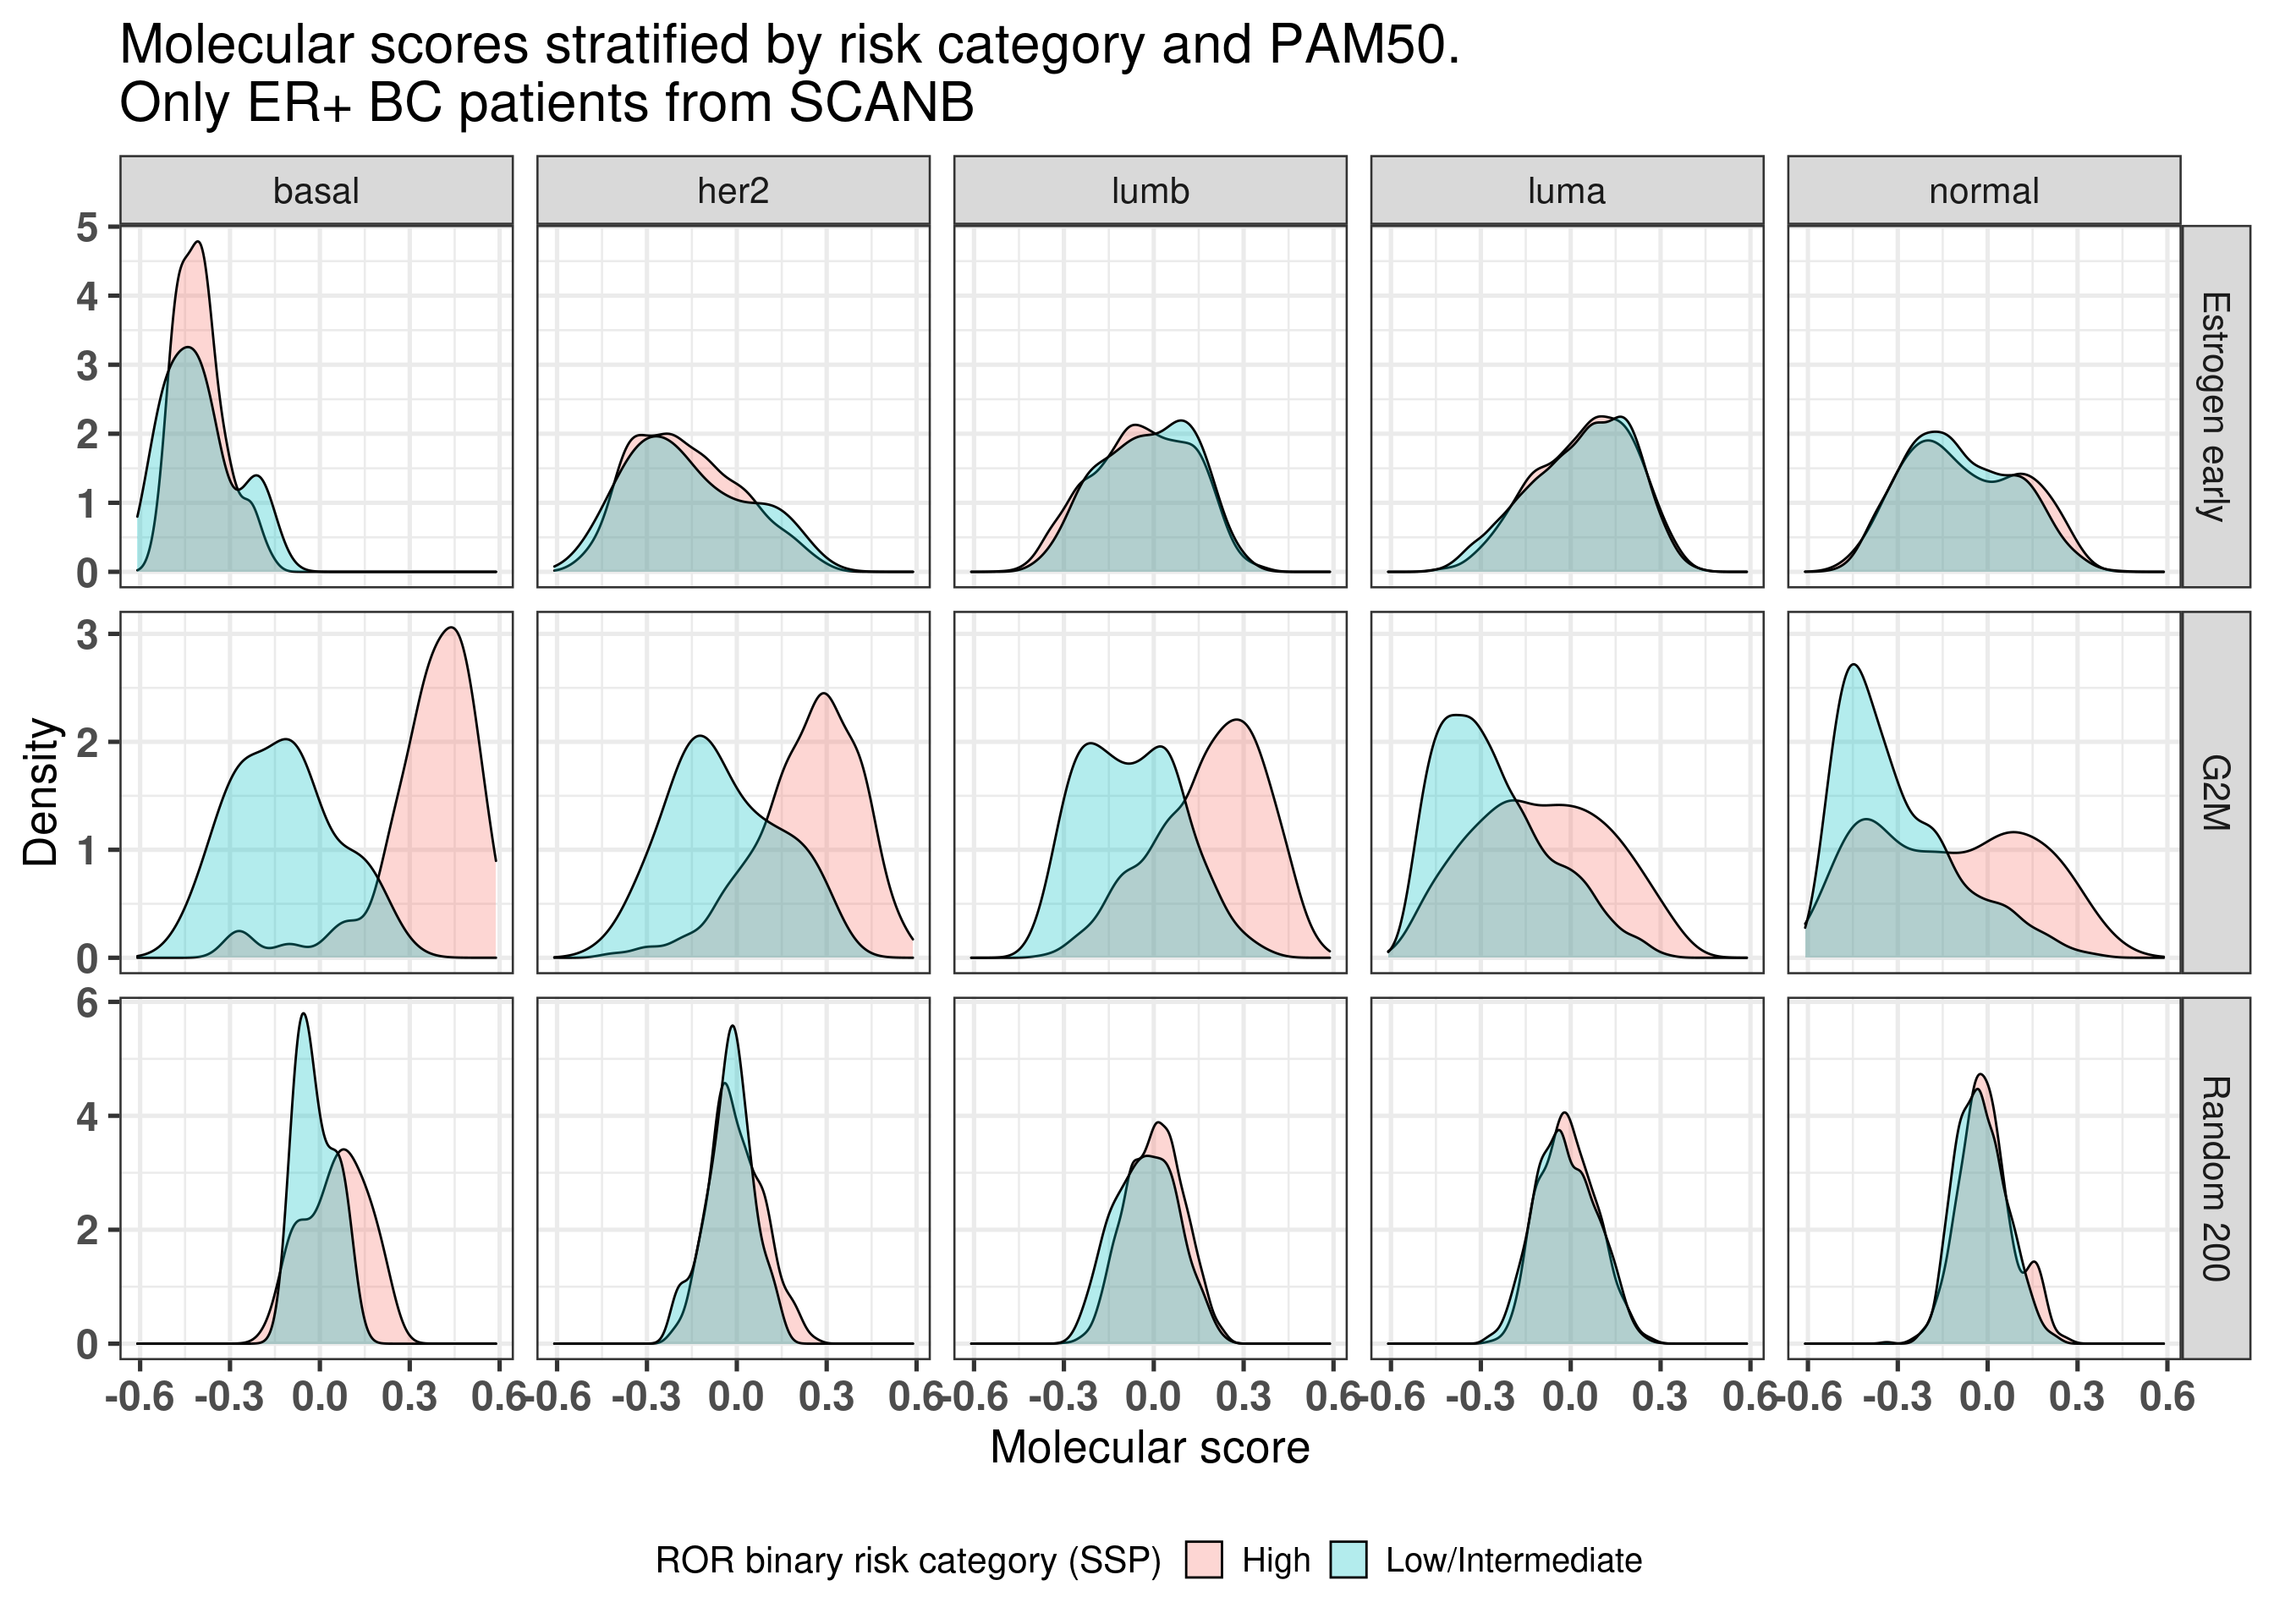 Molecular scores stratified by risk category and PAM50.
Only ER+ BC patients from SCANB
basal her2 lumb luma normal
5
4
3
2
1
0
Estrogen early
3
2
1
0
G2M
6
4
2
0
Random 200
Density
-0.6 -0.3 0.0 0.3 0.6 -0.6 -0.3 0.0 0.3 0.6 -0.6 -0.3 0.0 0.3 0.6 -0.6 -0.3 0.0 0.3 0.6 -0.6 -0.3 0.0 0.3 0.6
Molecular score
ROR binary risk category (SSP) High Low/Intermediate